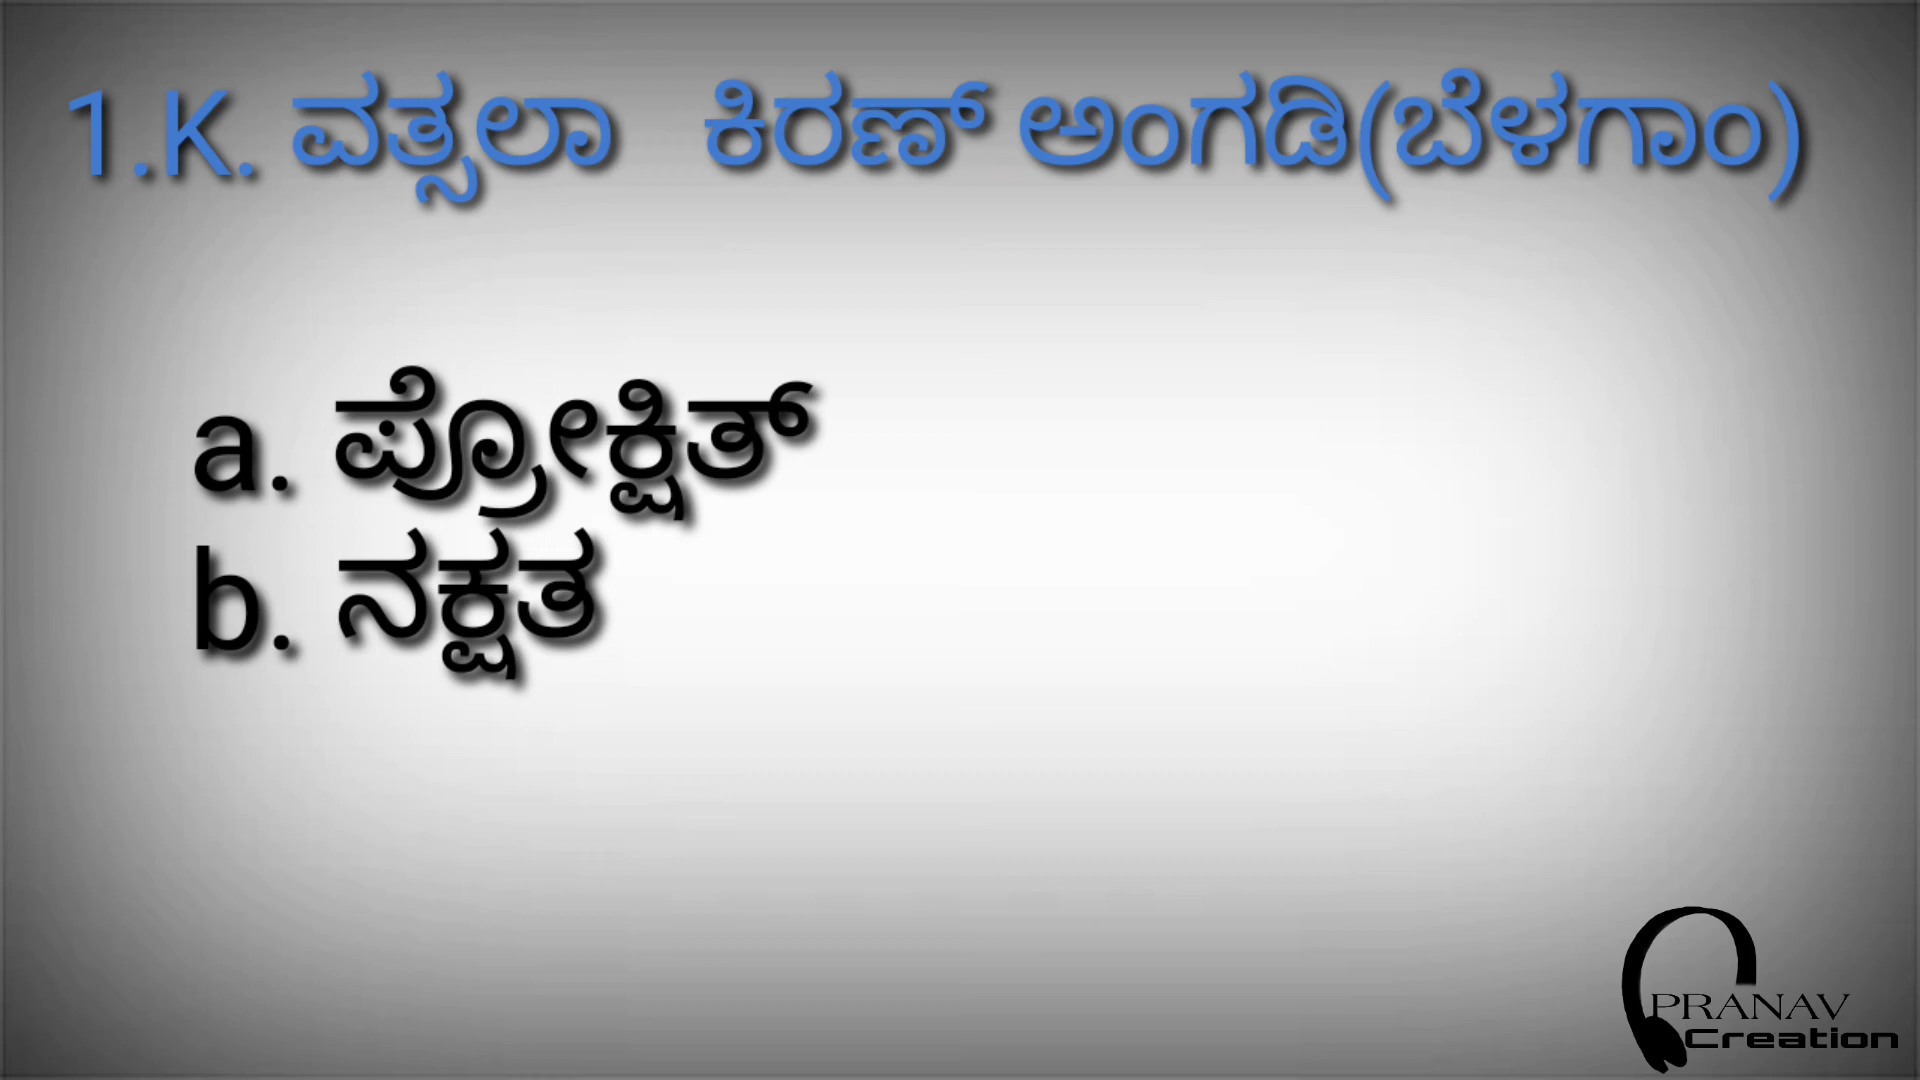 1.K. ವತ್ಸಲಾ ಕಿರಣ್ ಅಂಗಡಿ(ಬೆಳಗಾಂ)
a. ಪ್ರೋಕ್ಷಿತ್
b. ನಕ್ಷತ
PRANAV
Creation